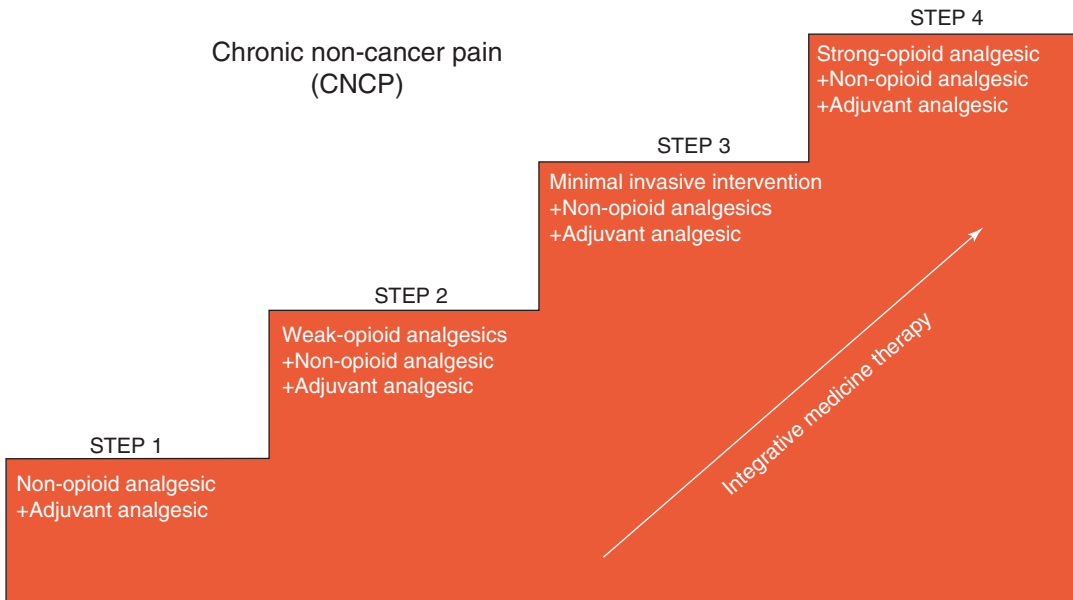 Chronic non-cancer pain
(CNCP)
STEP 1
Non-opioid analgesic
+Adjuvant analgesic
STEP 2
Weak-opioid analgesics
+Non-opioid analgesic
+Adjuvant analgesic
STEP 3
Minimal invasive intervention
+Non-opioid analgesics
+Adjuvant analgesic
STEP 4
Strong-opioid analgesic
+Non-opioid analgesic
+Adjuvant analgesic
Integrative medicine therapy